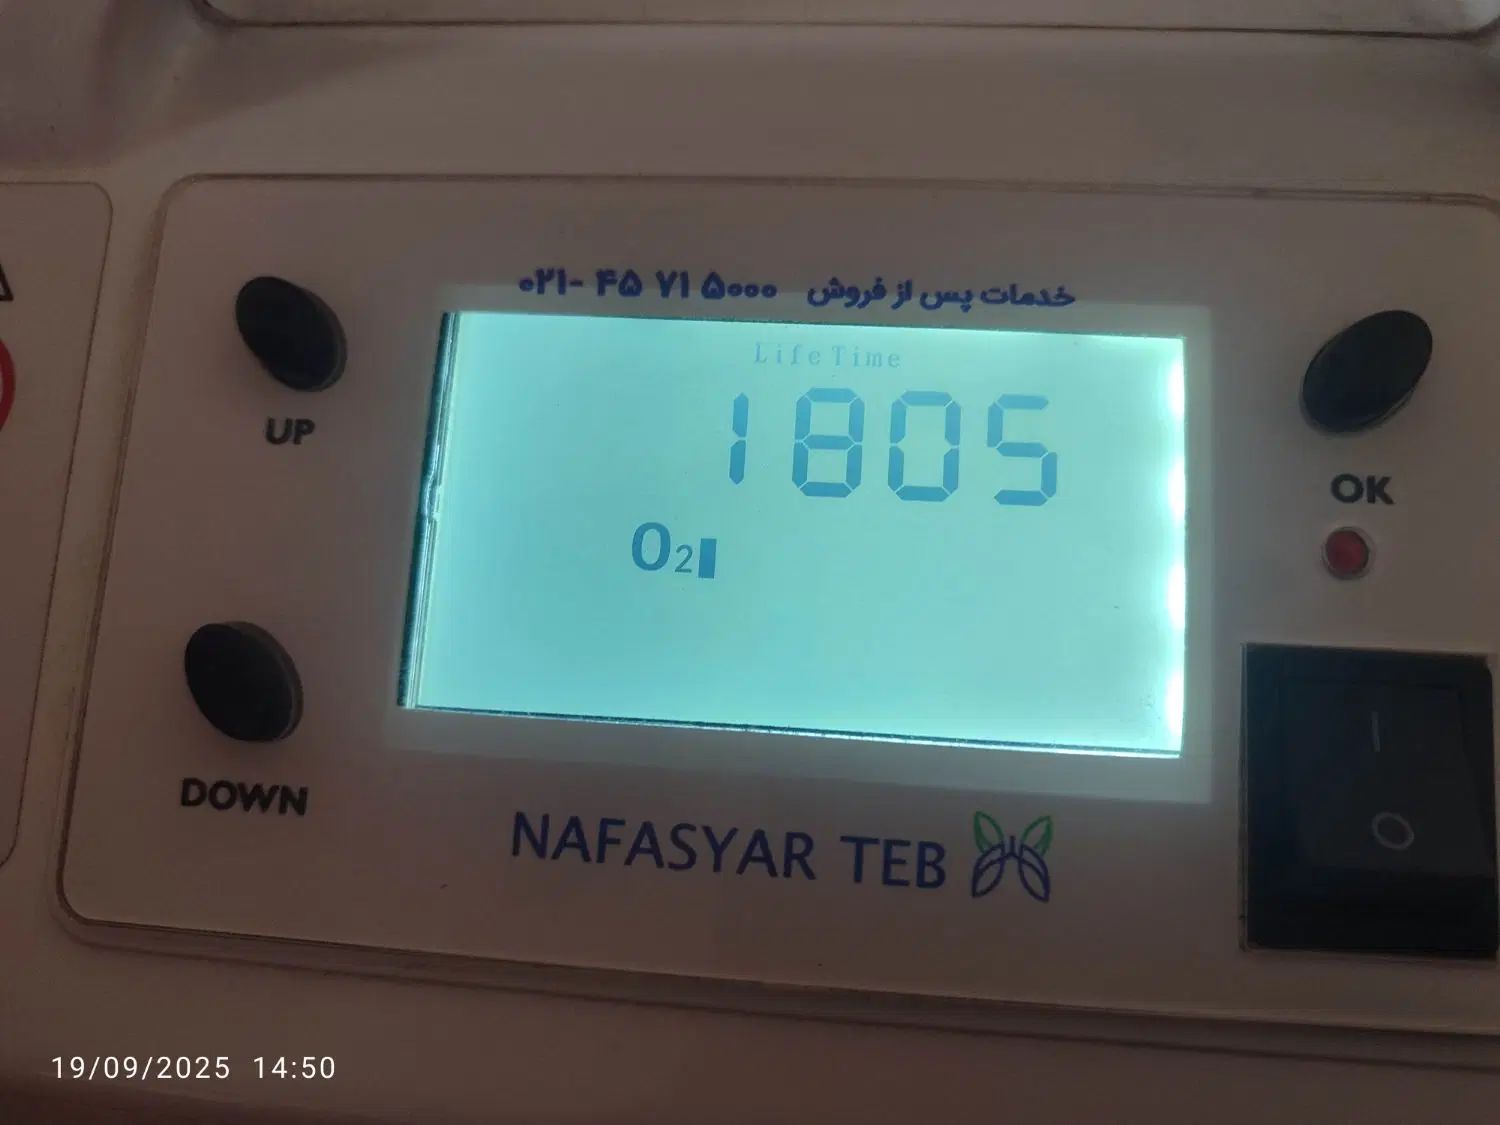 خدمات پس از فروش ۰۲۱- ۴۵ ۷۱ ۵۰۰۰
Life Time
1805
O2
UP
OK
DOWN
NAFASYAR TEB
19/09/2025 14:50